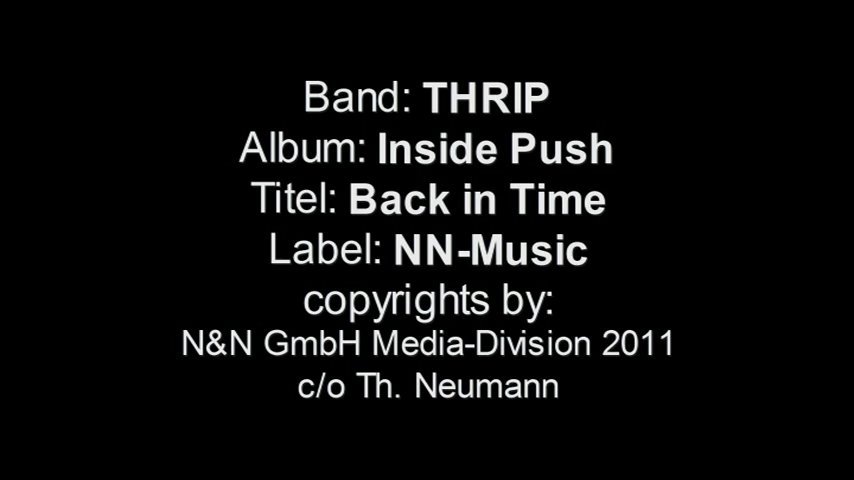 Band: THRIP
Album: Inside Push
Titel: Back in Time
Label: NN-Music
copyrights by:
N&N GmbH Media-Division 2011
c/o Th. Neumann